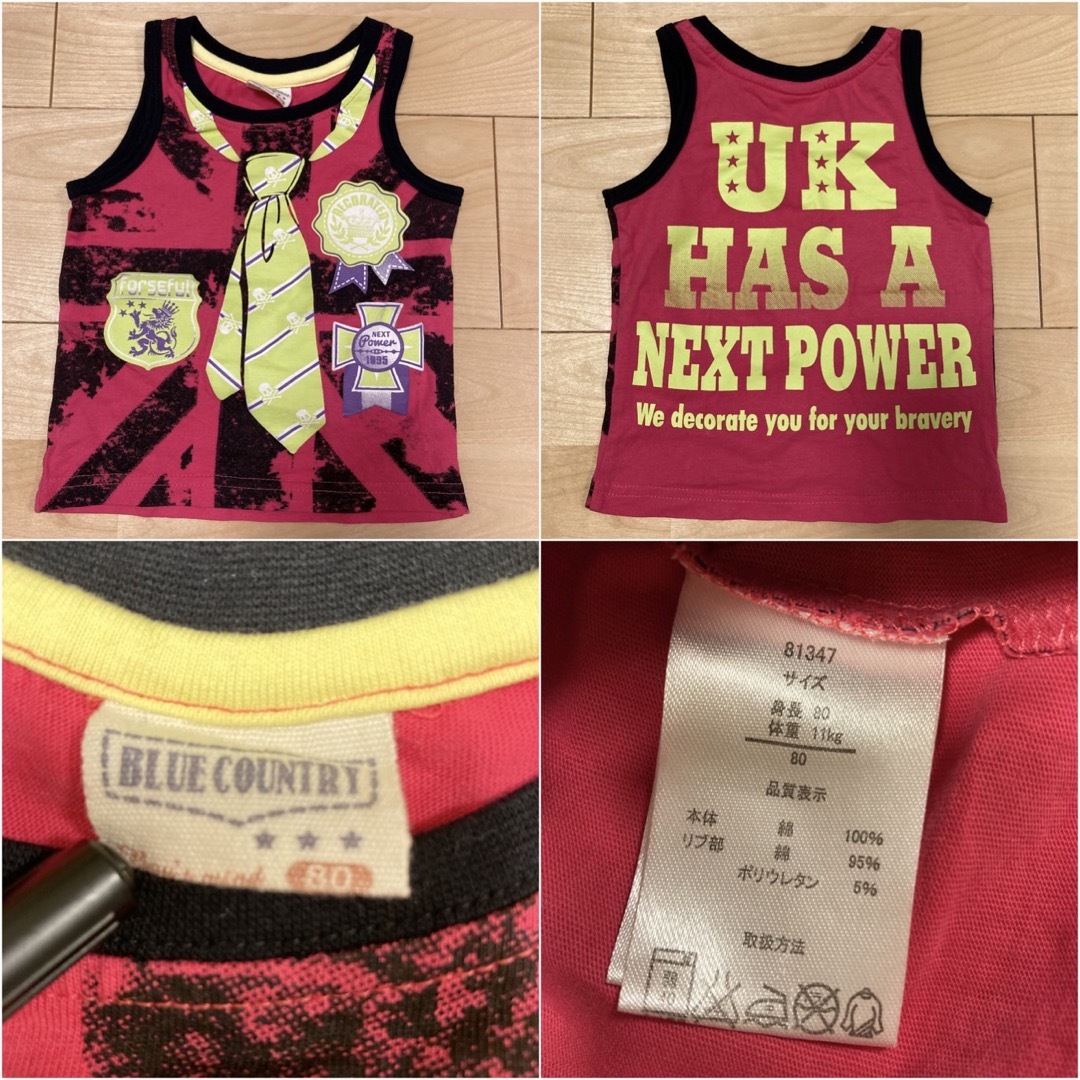 DECORATED
forseful
NEXT
Power
1895
UK
HAS A
NEXT POWER
We decorate you for your bravery
BLUE COUNTRY
80
81347
サイズ
身長 80
体重 11kg
80
品質表示
本体 綿 100%
リブ部 綿 95%
ポリウレタン 5%
取扱方法